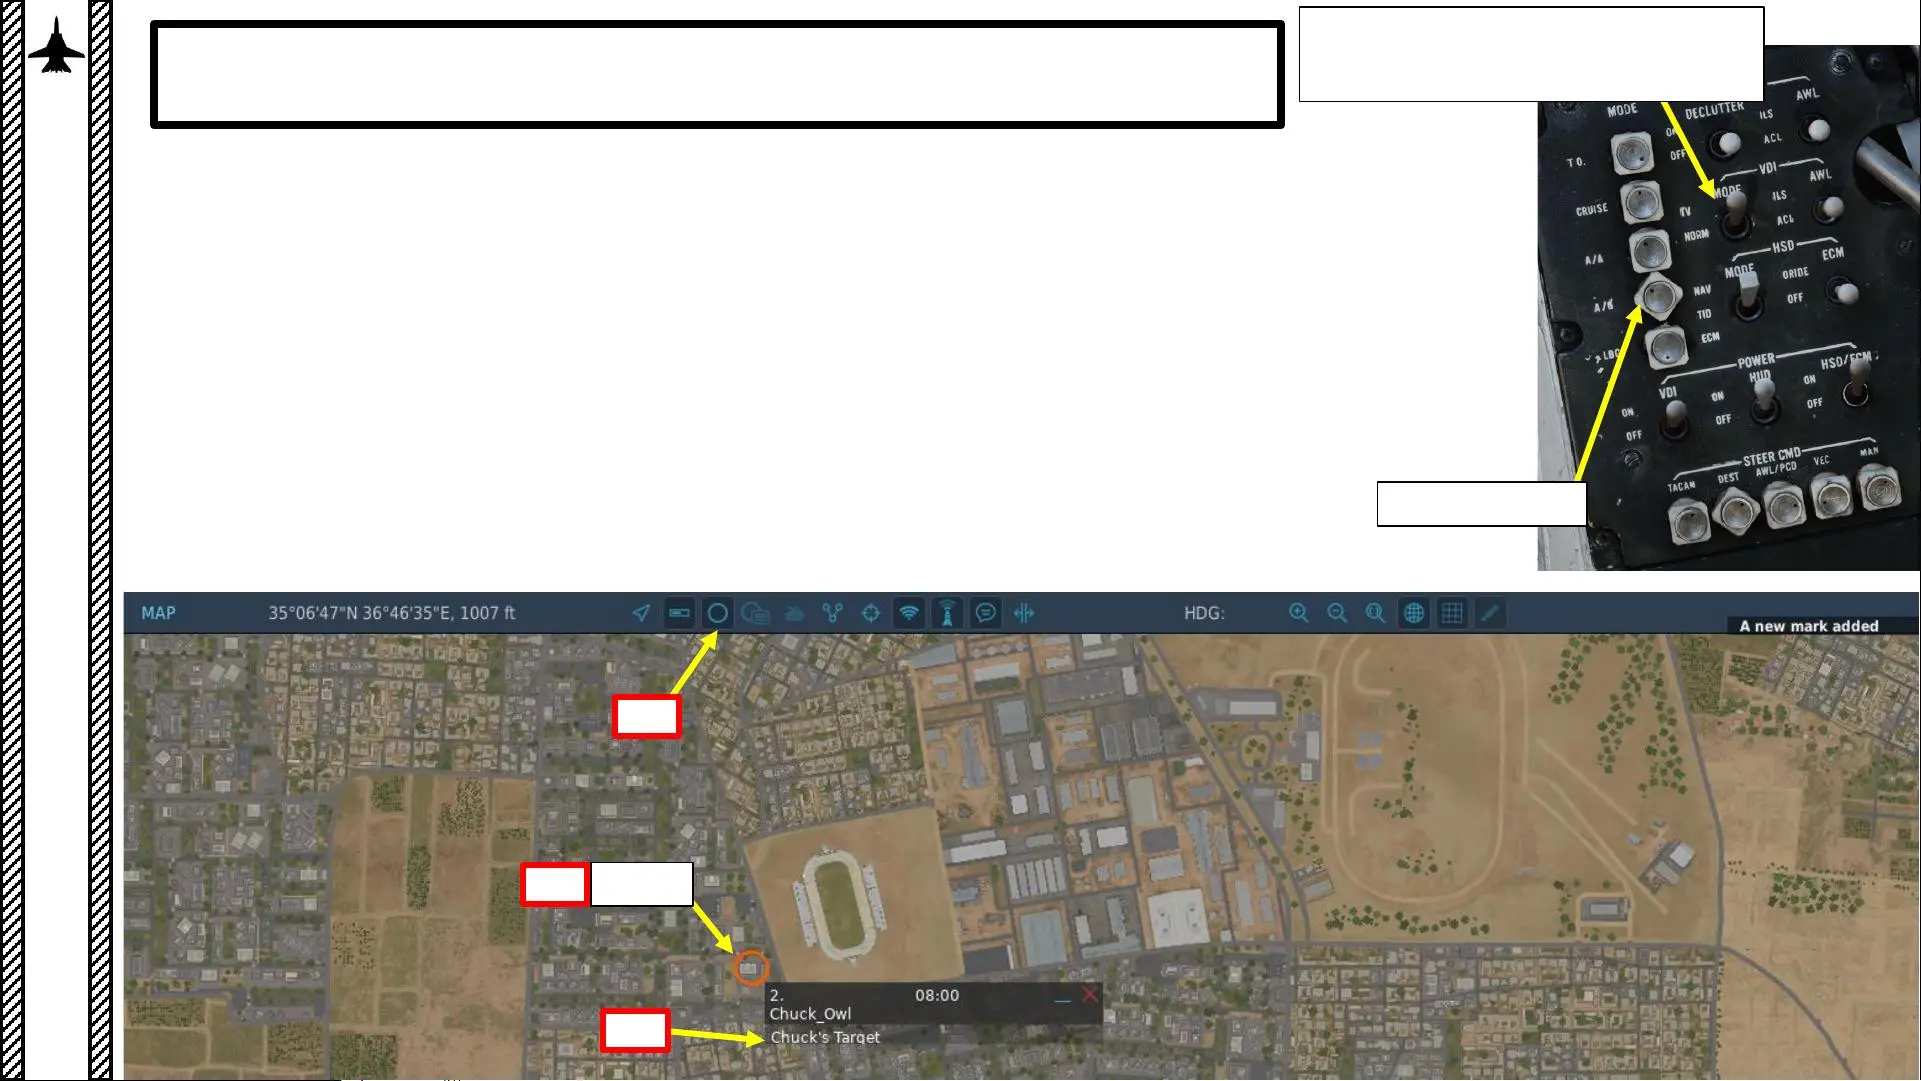 MODE
DECLUTTER
AWL
ON
ILS
OFF
ACL
T O.
VDI
MODE
AWL
CRUISE
TV
ILS
NORM
ACL
HSD
A/A
MODE
ECM
NAV
ORIDE
A/G
OFF
TID
ECM
LDG
POWER
VDI
HUD
HSD/ECM
ON
ON
ON
OFF
OFF
OFF
STEER CMD
TACAN
DEST
AWL/PCD
VEC
MAN
MAP
35°06'47"N 36°46'35"E, 1007 ft
HDG:
A new mark added
2.
08:00
Chuck_Owl
Chuck's Target